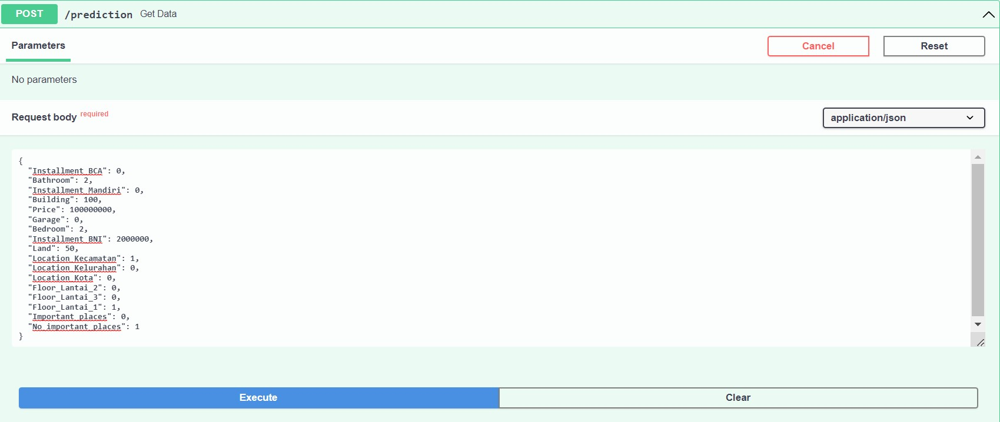 POST /prediction Get Data
Parameters
Cancel
Reset
No parameters
Request body required
application/json
{
  "Installment_BCA": 0,
  "Bathroom": 2,
  "Installment_Mandiri": 0,
  "Building": 100,
  "Price": 100000000,
  "Garage": 0,
  "Bedroom": 2,
  "Installment_BNI": 2000000,
  "Land": 50,
  "Location_Kecamatan": 1,
  "Location_Kelurahan": 0,
  "Location_Kota": 0,
  "Floor_Lantai_2": 0,
  "Floor_Lantai_3": 0,
  "Floor_Lantai_1": 1,
  "Important_places": 0,
  "No_important_places": 1
}
Execute
Clear